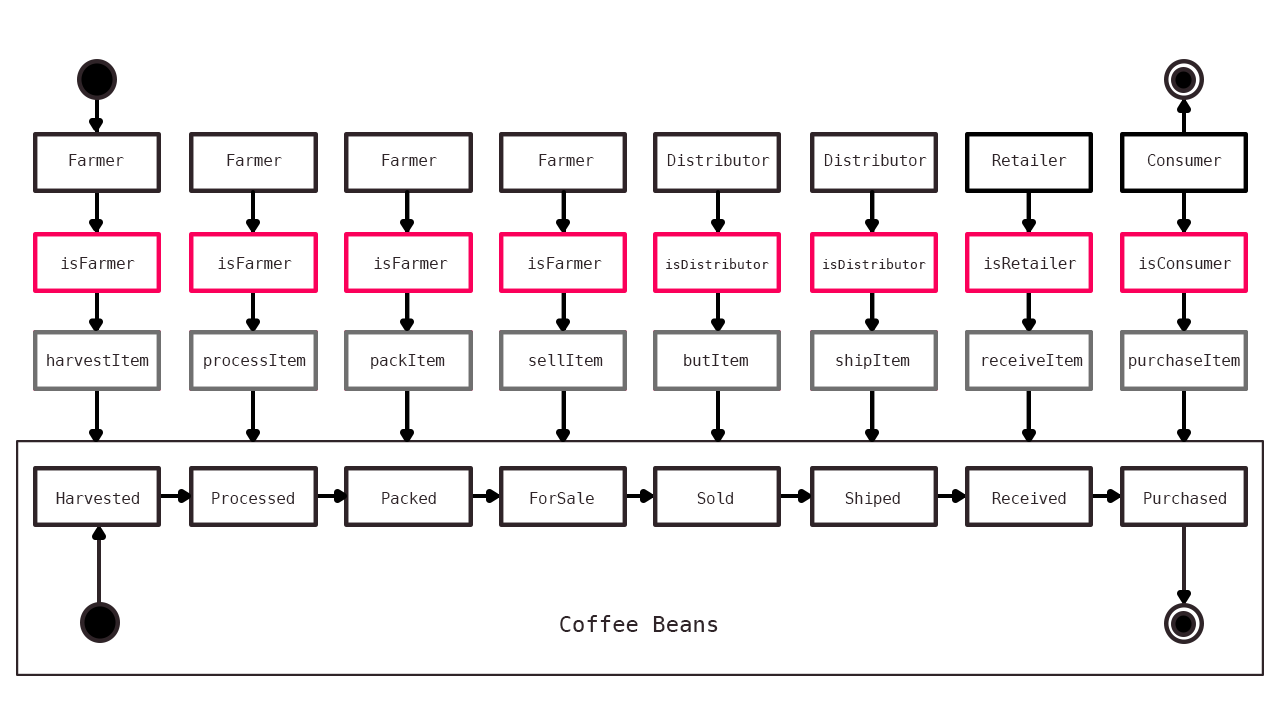 Farmer Farmer Farmer Farmer Distributor Distributor Retailer Consumer
isFarmer isFarmer isFarmer isFarmer isDistributor isDistributor isRetailer isConsumer
harvestItem processItem packItem sellItem butItem shipItem receiveItem purchaseItem
Harvested Processed Packed ForSale Sold Shiped Received Purchased
Coffee Beans